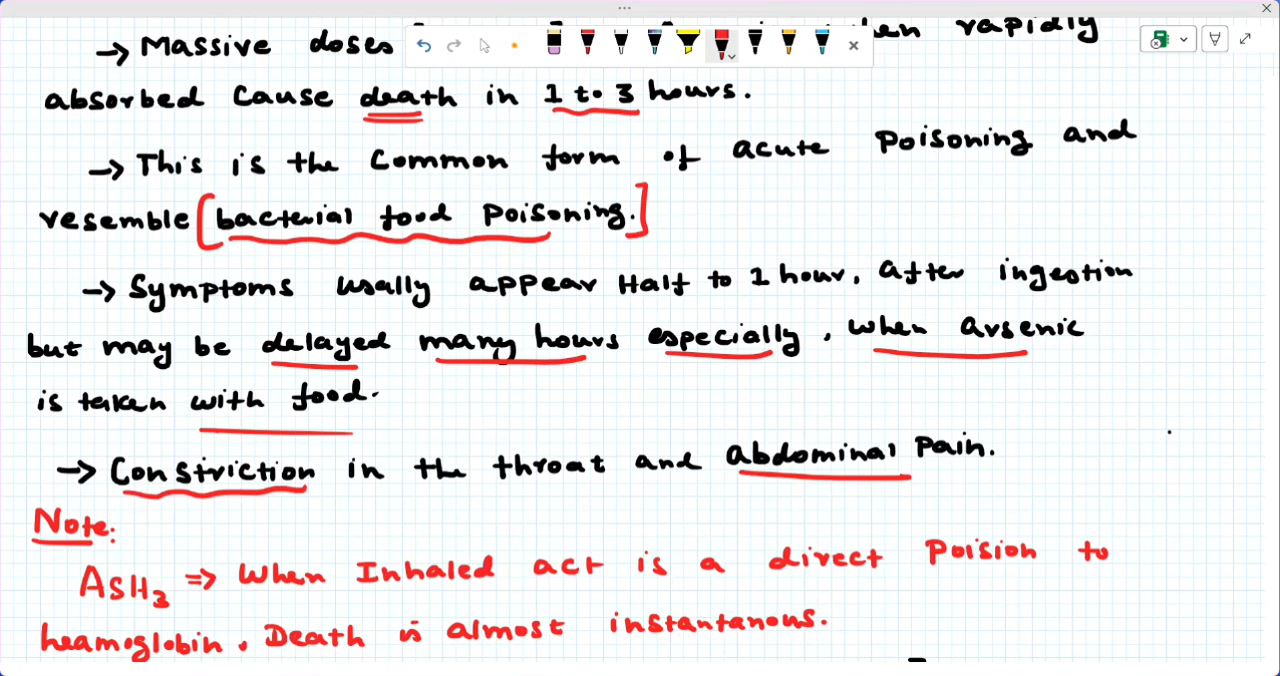 → Massive doses when rapidly
absorbed cause death in 1 to 3 hours.
→ This is the common form of acute Poisoning and
resemble [bacterial food Poisoning.]
→ Symptoms usally appear Half to 1 hour. After ingestion
but may be delayed many hours especially, when arsenic
is taken with food.
→ Constriction in the throat and abdominal Pain.
Note:
AsH3 ⇒ When Inhaled act is a direct Poision to
heamoglobin. Death is almost instantanous.